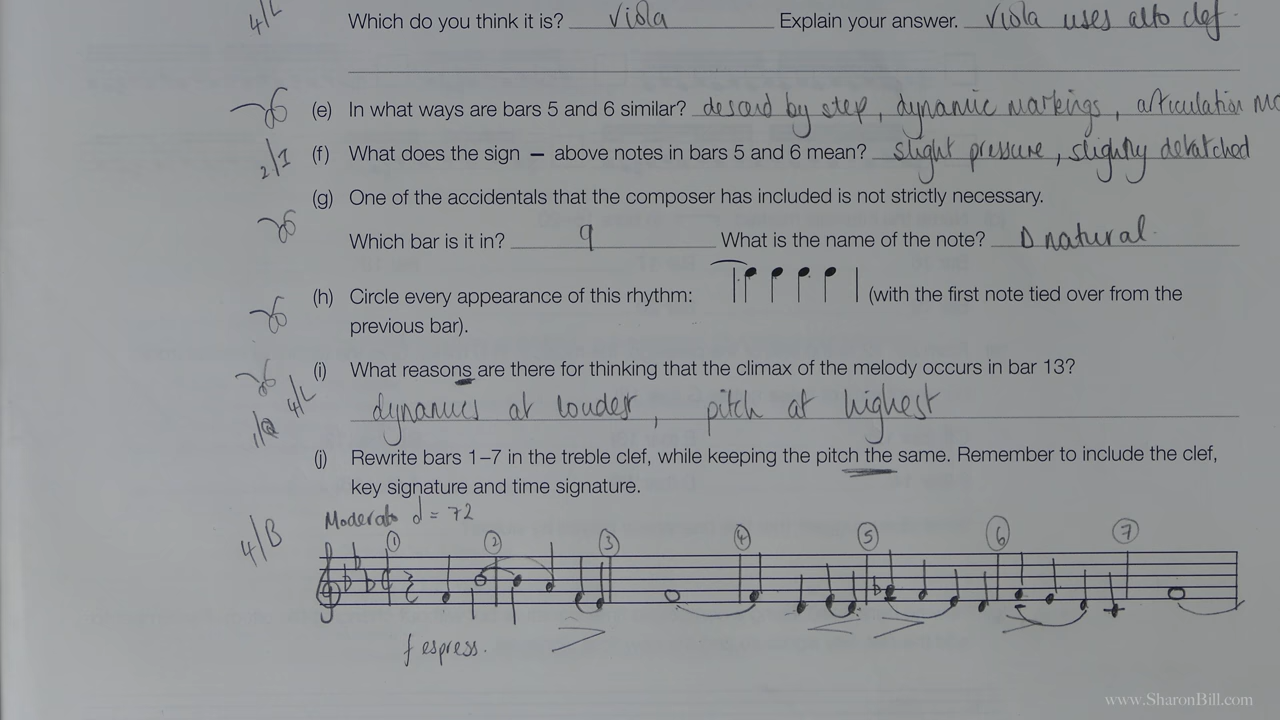 4/L Which do you think it is? Viola Explain your answer. Viola uses alto clef.
(e) In what ways are bars 5 and 6 similar? descend by step, dynamic markings, articulation
2/I (f) What does the sign – above notes in bars 5 and 6 mean? slight pressure, slightly detatched
(g) One of the accidentals that the composer has included is not strictly necessary.
Which bar is it in? 9 What is the name of the note? D natural.
(h) Circle every appearance of this rhythm: (with the first note tied over from the
previous bar).
(i) What reasons are there for thinking that the climax of the melody occurs in bar 13?
4/L dynamics at loudest, pitch at highest
(j) Rewrite bars 1–7 in the treble clef, while keeping the pitch the same. Remember to include the clef,
key signature and time signature.
Moderato = 72
4/B 1 2 3 4 5 6 7
f espress.
www.SharonBill.com